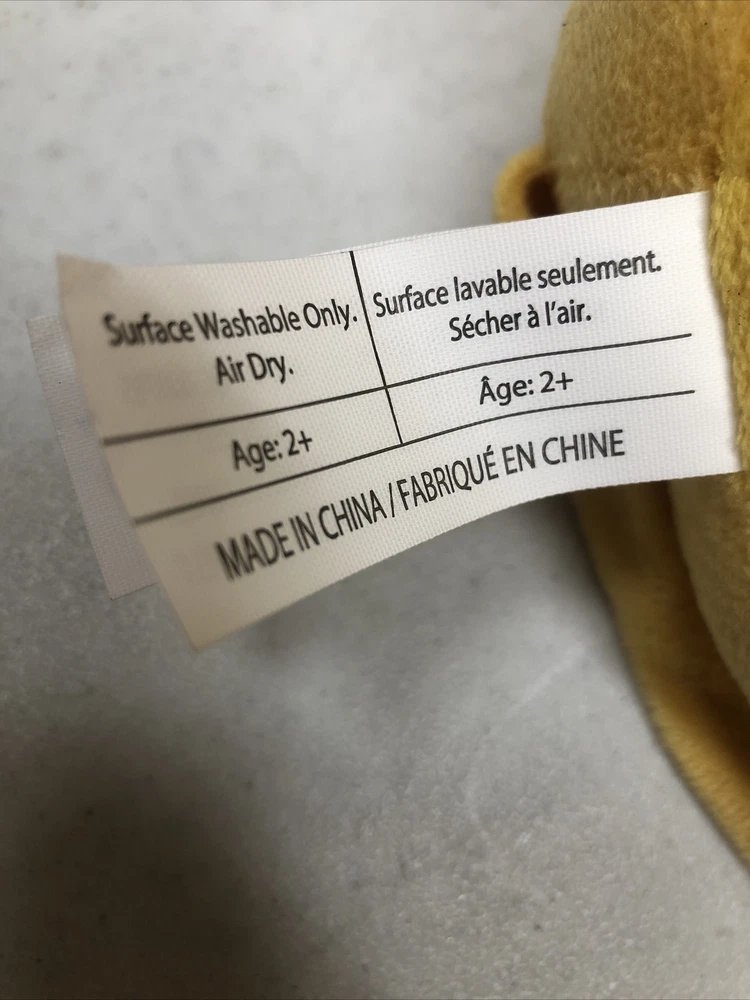 Surface Washable Only.
Air Dry.
Surface lavable seulement.
Sécher à l'air.
Age: 2+
Âge: 2+
MADE IN CHINA / FABRIQUÉ EN CHINE